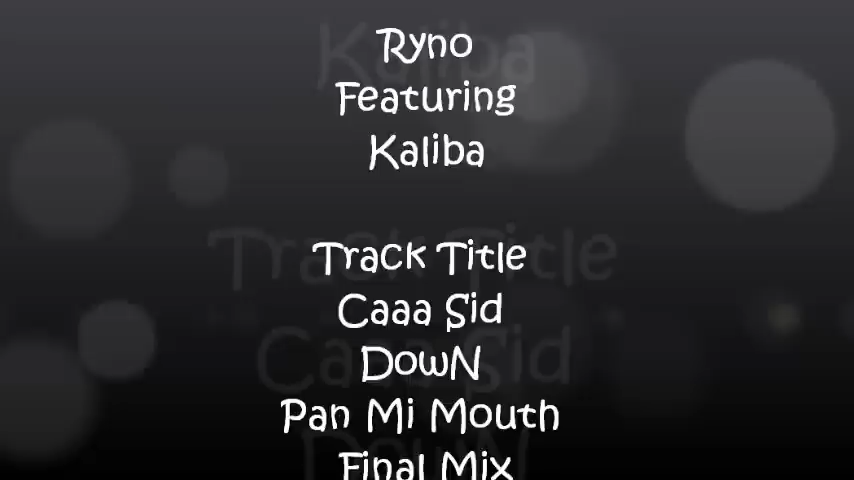 Ryno
Featuring
Kaliba
Track Title
Caaa Sid
DowN
Pan Mi Mouth
Final Mix